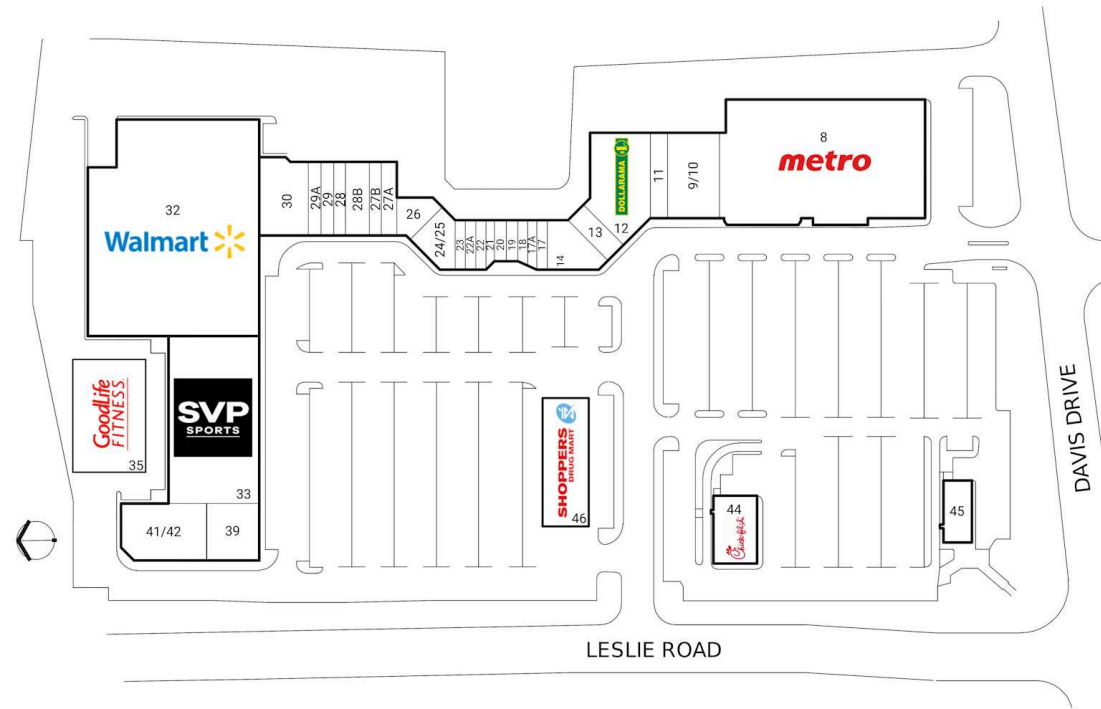 8
metro
9/10
11
DOLLARAMA
12
13
14
17
17A
18
19
20
21
22
22A
23
24/25
26
27A
27B
28B
28
29
29A
30
32
Walmart
GoodLife
FITNESS
35
SVP
SPORTS
33
41/42
39
SHOPPERS
DRUG MART
46
44
Chick-fil-A
45
DAVIS DRIVE
LESLIE ROAD